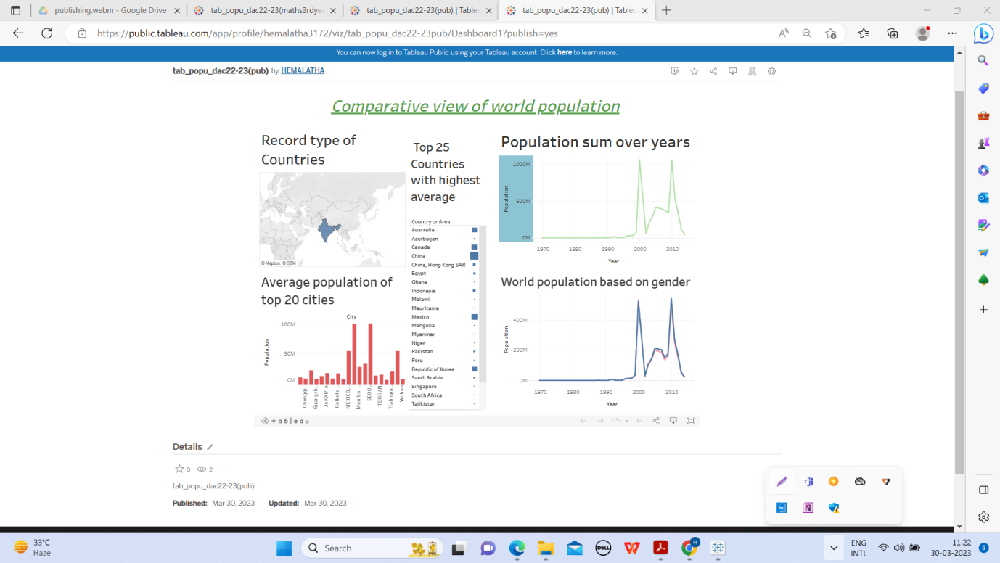 publishing.webm - Google Drive
tab_popu_dac22-23(maths3rdye
tab_popu_dac22-23(pub) | Table
tab_popu_dac22-23(pub) | Table
https://public.tableau.com/app/profile/hemalatha3172/viz/tab_popu_dac22-23pub/Dashboard1?publish=yes
You can now log in to Tableau Public using your Tableau account. Click here to learn more.
tab_popu_dac22-23(pub) by HEMALATHA
Comparative view of world population
Record type of
Countries
© Mapbox © OSM
Top 25
Countries
with highest
average
Country or Area
Australia
Azerbaijan
Canada
China
China, Hong Kong SAR
Egypt
Ghana
Indonesia
Malawi
Mauritania
Mexico
Mongolia
Myanmar
Niger
Pakistan
Peru
Republic of Korea
Saudi Arabia
Singapore
South Africa
Tajikistan
Population sum over years
Population
1000M
500M
0M
1970 1980 1990 2000 2010
Year
Average population of
top 20 cities
City
Population
100M
50M
0M
Chongqi..
Guangzh..
JAKARTA
Kolkata
MEXICO,..
Mumbai
SEOUL
TEHRAN
Tlalnepa..
Wuhan
World population based on gender
Population
400M
200M
0M
1970 1980 1990 2000 2010
Year
+ a b l e a u
Details
0 2
tab_popu_dac22-23(pub)
Published: Mar 30, 2023 Updated: Mar 30, 2023
33°C
Haze
Search
DELL
H
ENG
INTL
11:22
30-03-2023
5